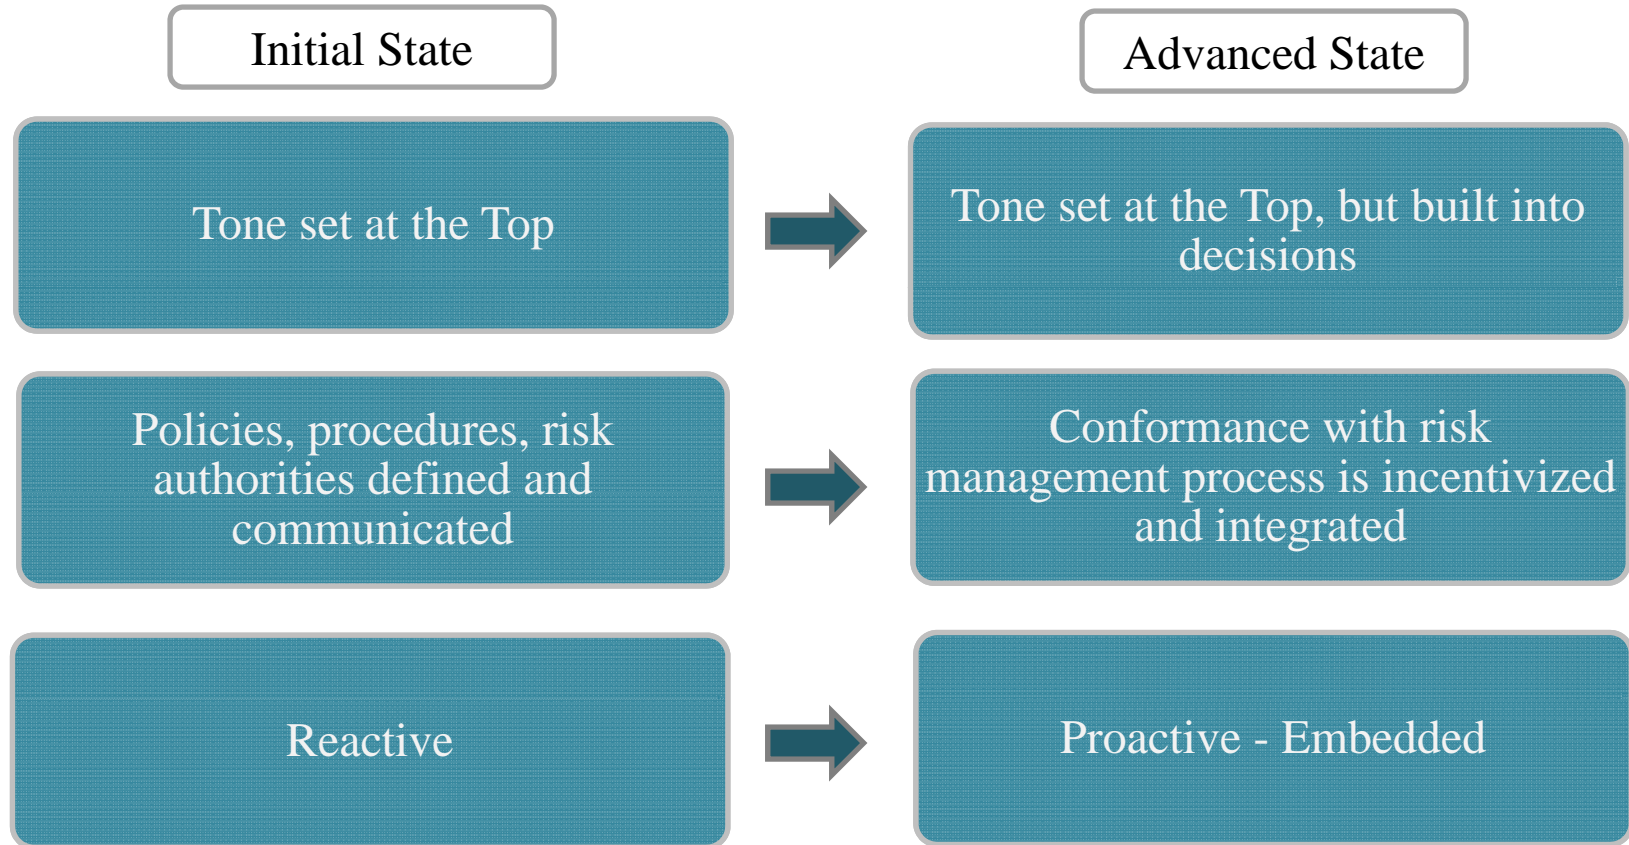 Initial State
Advanced State
Tone set at the Top
Tone set at the Top, but built into
decisions
Policies, procedures, risk
authorities defined and
communicated
Conformance with risk
management process is incentivized
and integrated
Reactive
Proactive - Embedded